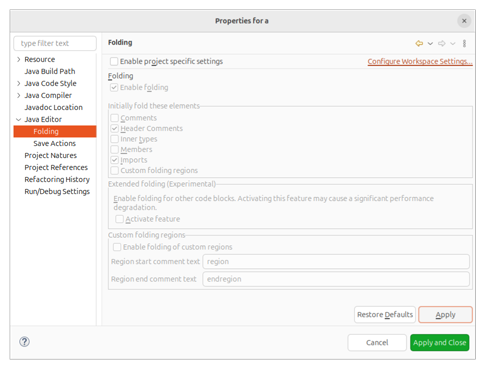 Properties for a
type filter text
Resource
Java Build Path
Java Code Style
Java Compiler
Javadoc Location
Java Editor
Folding
Save Actions
Project Natures
Project References
Refactoring History
Run/Debug Settings
Folding
Enable project specific settings
Configure Workspace Settings...
Folding
Enable folding
Initially fold these elements
Comments
Header Comments
Inner types
Members
Imports
Custom folding regions
Extended folding (Experimental)
Enable folding for other code blocks. Activating this feature may cause a significant performance
degradation.
Activate feature
Custom folding regions
Enable folding of custom regions
Region start comment text
region
Region end comment text
endregion
Restore Defaults
Apply
Cancel
Apply and Close